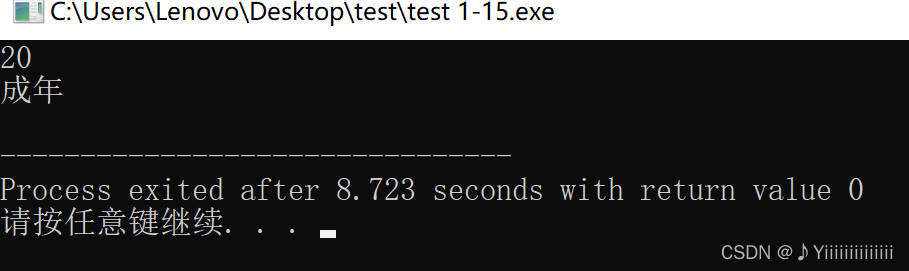 C:\Users\Lenovo\Desktop\test\test 1-15.exe
20
成年
--------------------------------
Process exited after 8.723 seconds with return value 0
请按任意键继续. . .
CSDN @♪Yiiiiiiiiiiiiii